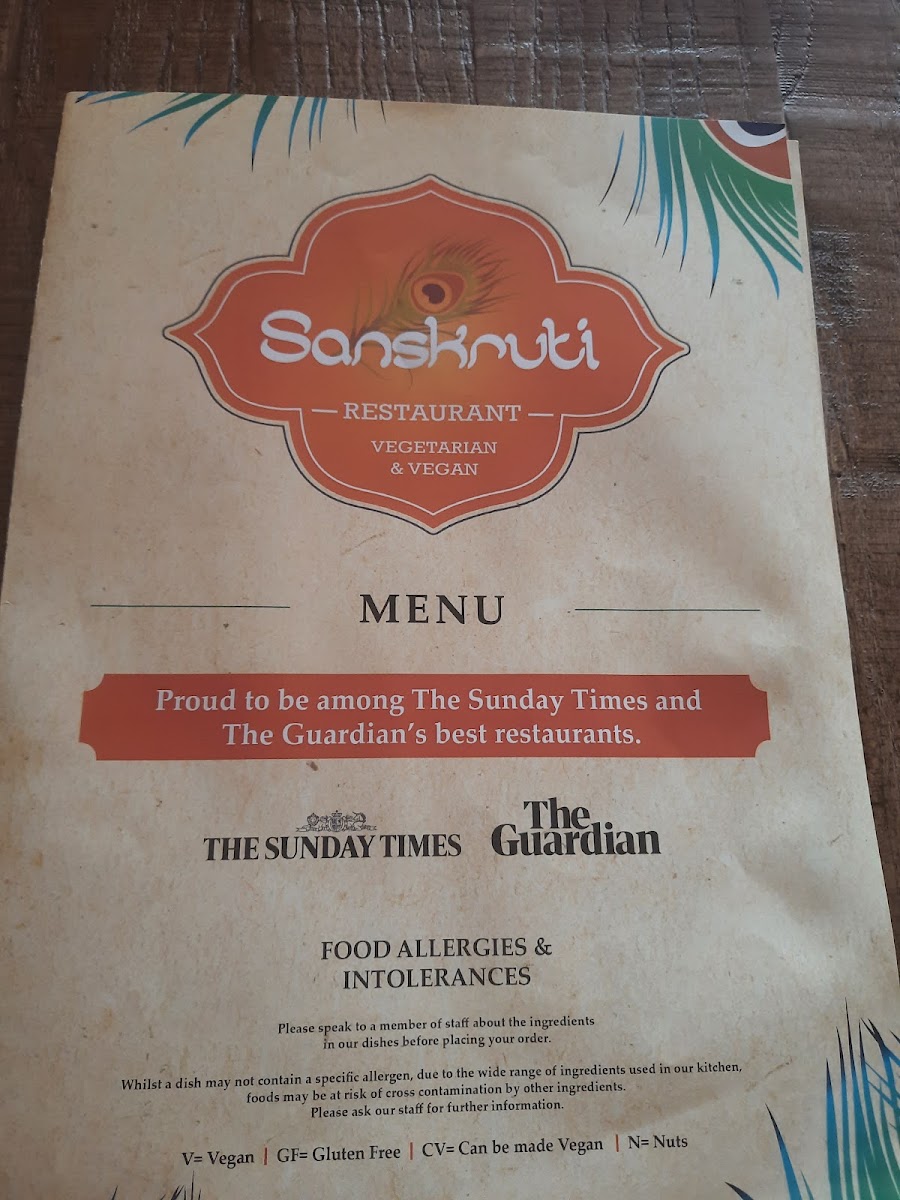 Sanskruti
RESTAURANT
VEGETARIAN
& VEGAN
MENU
Proud to be among The Sunday Times and
The Guardian's best restaurants.
THE SUNDAY TIMES
The
Guardian
FOOD ALLERGIES &
INTOLERANCES
Please speak to a member of staff about the ingredients
in our dishes before placing your order.
Whilst a dish may not contain a specific allergen, due to the wide range of ingredients used in our kitchen,
foods may be at risk of cross contamination by other ingredients.
Please ask our staff for further information.
V= Vegan | GF= Gluten Free | CV= Can be made Vegan | N= Nuts